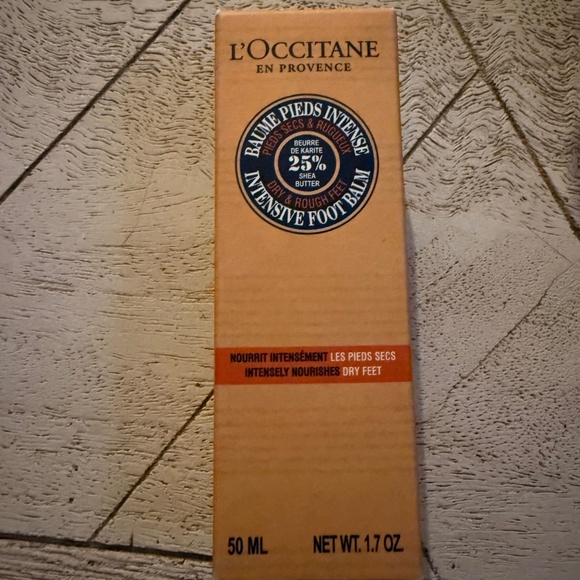 L'OCCITANE
EN PROVENCE
BAUME PIEDS INTENSE
PIEDS SECS & RUGUEUX
BEURRE
DE KARITE
25%
SHEA
BUTTER
DRY & ROUGH FEET
INTENSIVE FOOT BALM
NOURRIT INTENSÉMENT LES PIEDS SECS
INTENSELY NOURISHES DRY FEET
50 ML NET WT. 1.7 OZ.